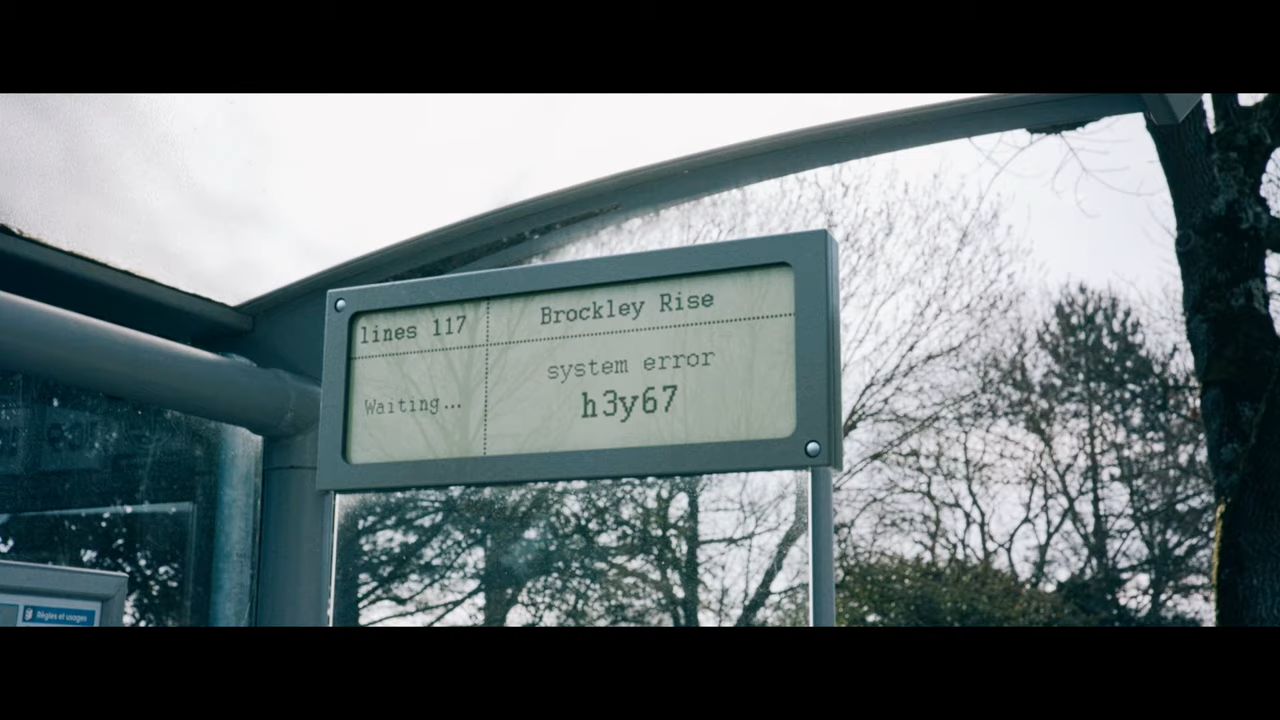 lines 117
Brockley Rise
Waiting...
system error
h3y67
Règles et usages